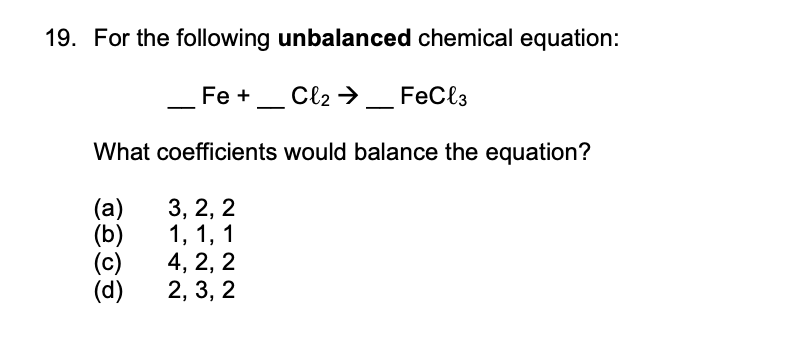 19. For the following unbalanced chemical equation:
__ Fe + __ Cℓ₂ → __ FeCℓ₃
What coefficients would balance the equation?
(a) 3, 2, 2
(b) 1, 1, 1
(c) 4, 2, 2
(d) 2, 3, 2